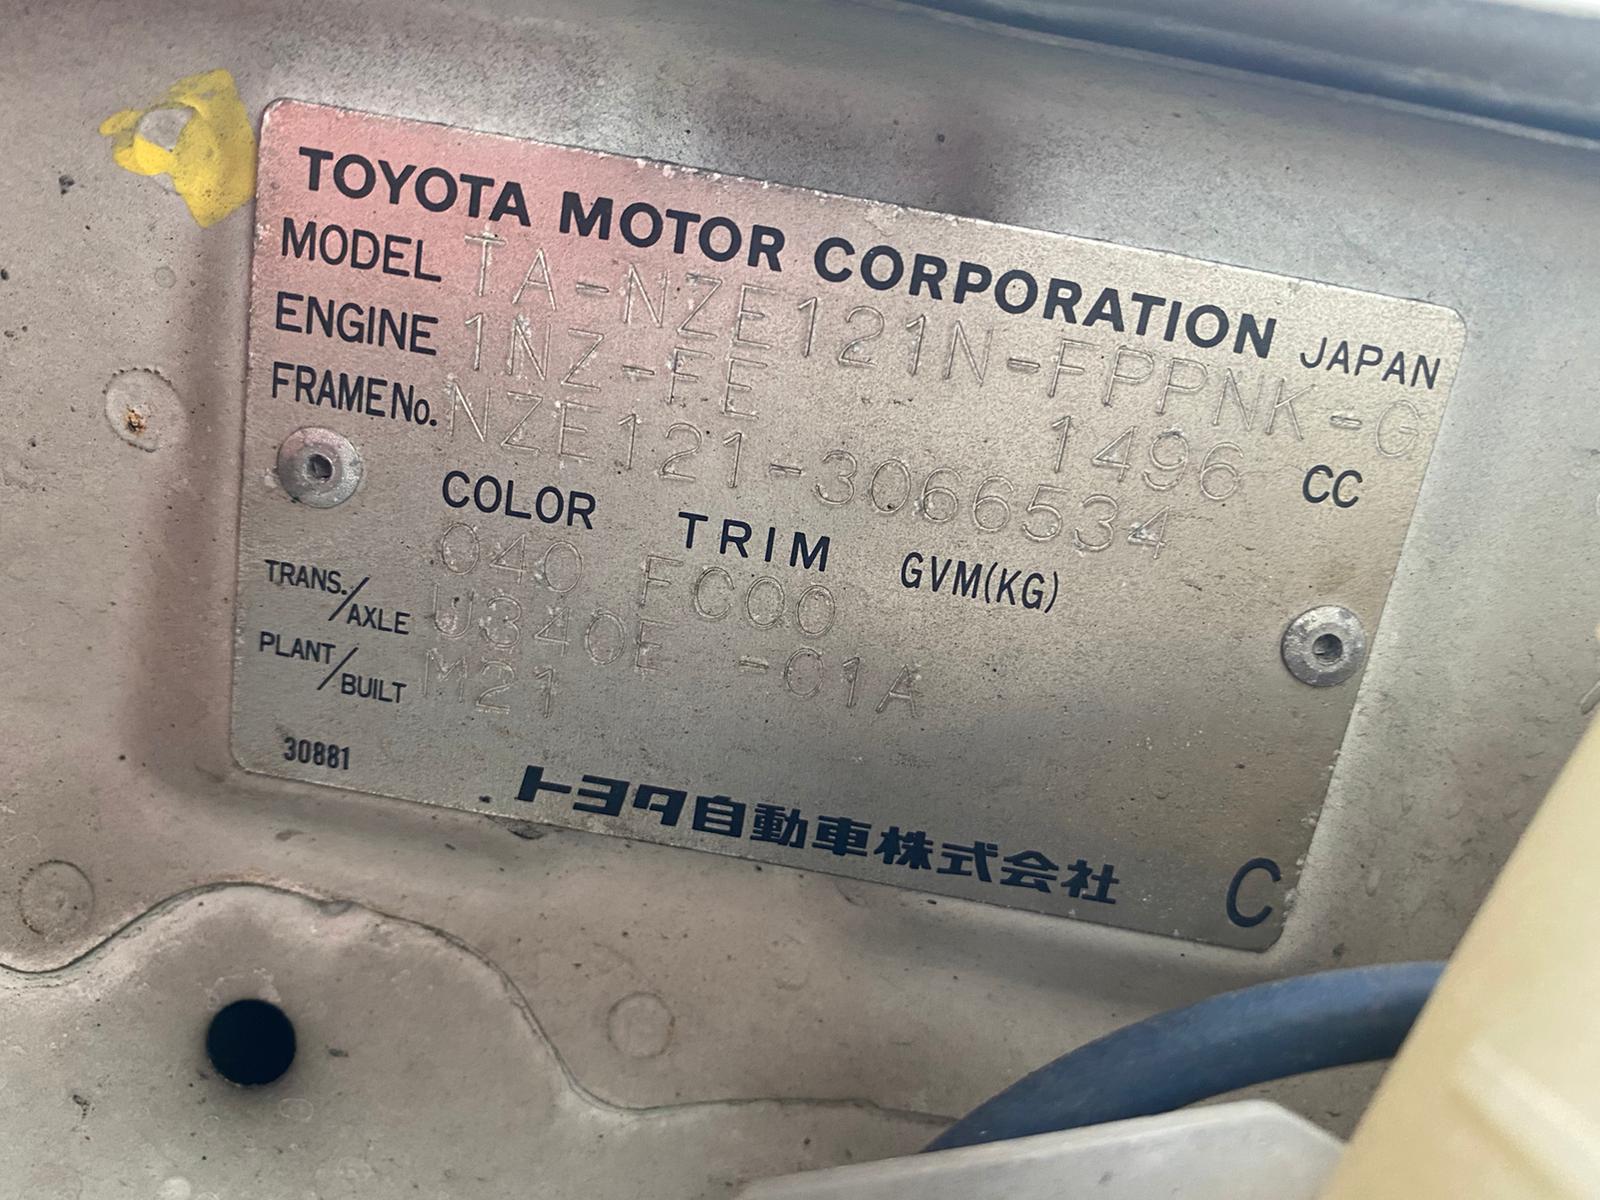 TOYOTA MOTOR CORPORATION JAPAN
MODEL TA-NZE121N-FPPNK-G
ENGINE 1NZ-FE 1496 CC
FRAME No. NZE121-3066534
COLOR TRIM GVM(KG)
040 FC00
TRANS./AXLE U340E -01A
PLANT/BUILT M21
30881
トヨタ自動車株式会社 C